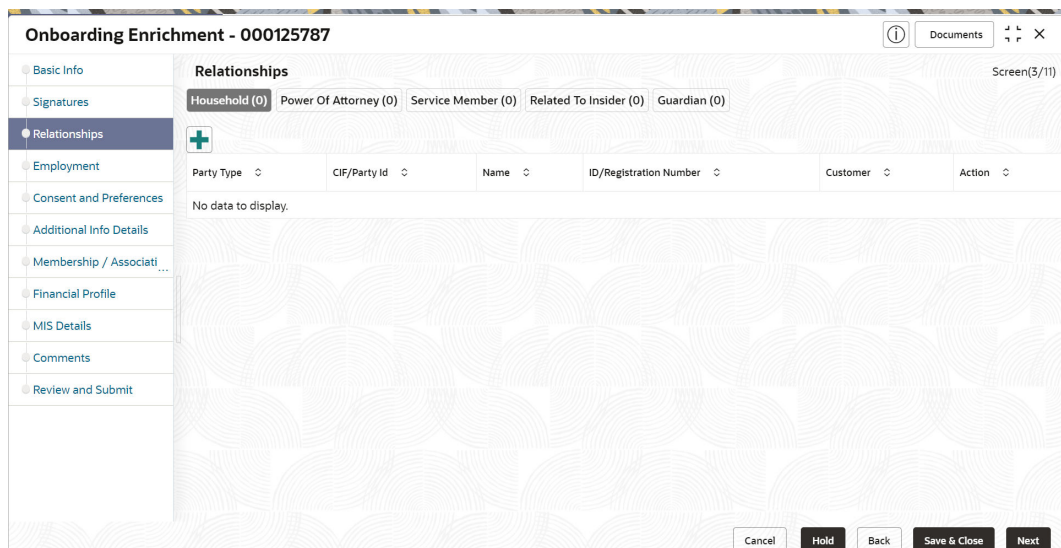 Onboarding Enrichment - 000125787
Documents
Basic Info
Signatures
Relationships
Employment
Consent and Preferences
Additional Info Details
Membership / Associati...
Financial Profile
MIS Details
Comments
Review and Submit
Relationships
Screen(3/11)
Household (0) Power Of Attorney (0) Service Member (0) Related To Insider (0) Guardian (0)
Party Type CIF/Party Id Name ID/Registration Number Customer Action
No data to display.
Cancel Hold Back Save & Close Next